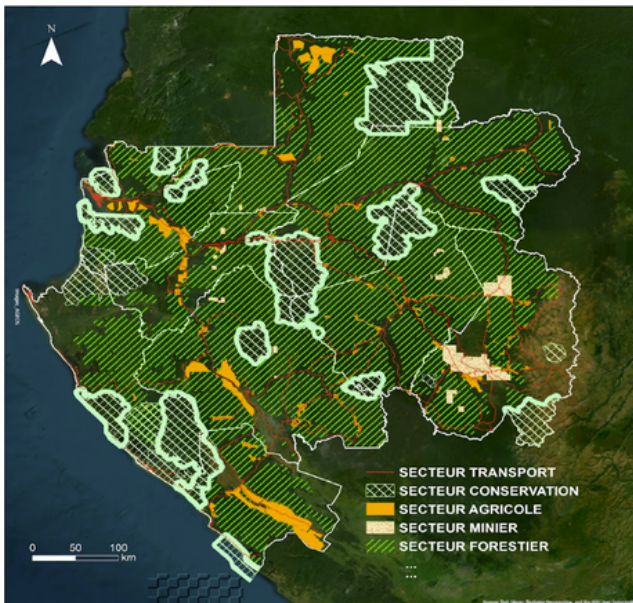 N
SECTEUR TRANSPORT
SECTEUR CONSERVATION
SECTEUR AGRICOLE
SECTEUR MINIER
SECTEUR FORESTIER
...
...
0 50 100
km